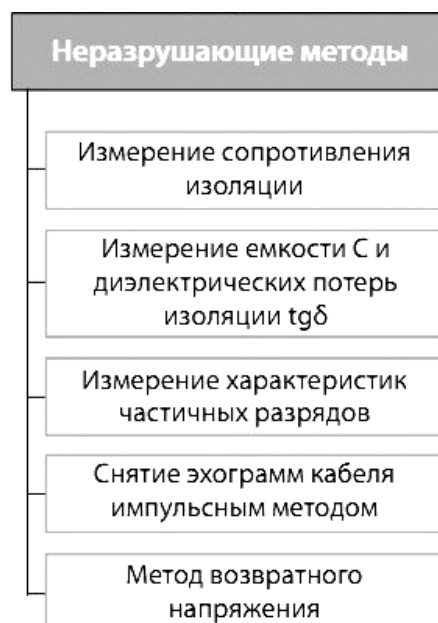 Неразрушающие методы
Измерение сопротивления
изоляции
Измерение емкости С и
диэлектрических потерь
изоляции tgδ
Измерение характеристик
частичных разрядов
Снятие эхограмм кабеля
импульсным методом
Метод возвратного
напряжения